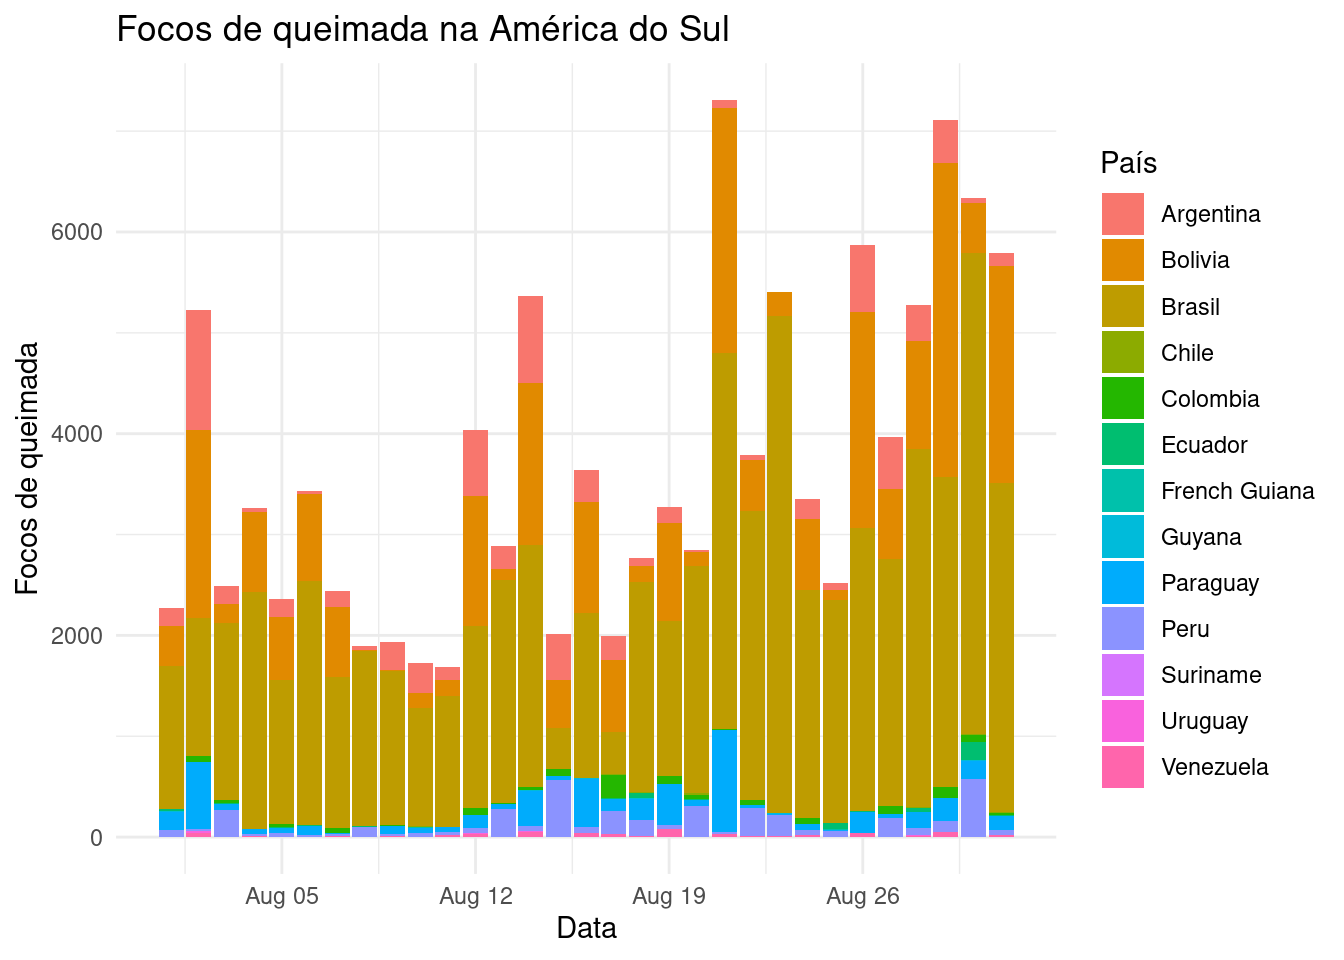 Focos de queimada na América do Sul
Focos de queimada
6000
4000
2000
0
Aug 05
Aug 12
Aug 19
Aug 26
Data
País
Argentina
Bolivia
Brasil
Chile
Colombia
Ecuador
French Guiana
Guyana
Paraguay
Peru
Suriname
Uruguay
Venezuela